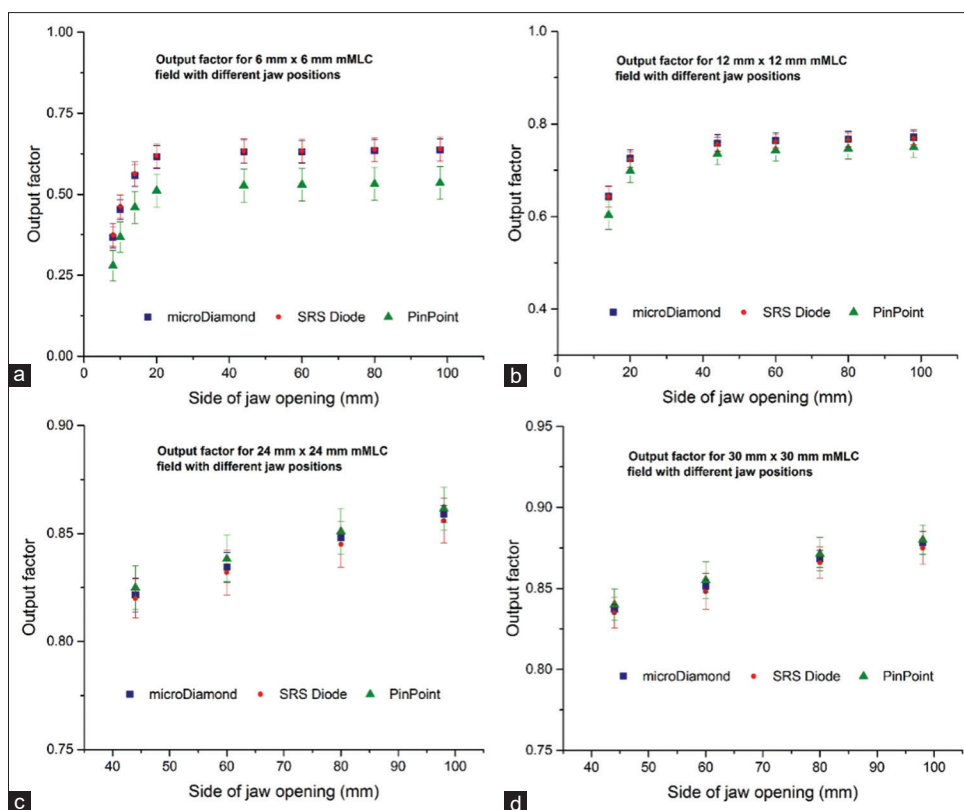 1.00
0.75
0.50
0.25
0.00
Output factor
Output factor for 6 mm x 6 mm mMLC
field with different jaw positions
microDiamond SRS Diode PinPoint
0 20 40 60 80 100
Side of jaw opening (mm)
a
1.0
0.8
0.6
0.4
Output factor
Output factor for 12 mm x 12 mm mMLC
field with different jaw positions
microDiamond SRS Diode PinPoint
0 20 40 60 80 100
Side of jaw opening (mm)
b
0.90
0.85
0.80
0.75
Output factor
Output factor for 24 mm x 24 mm mMLC
field with different jaw positions
microDiamond SRS Diode PinPoint
40 50 60 70 80 90 100
Side of jaw opening (mm)
c
0.95
0.90
0.85
0.80
0.75
Output factor
Output factor for 30 mm x 30 mm mMLC
field with different jaw positions
microDiamond SRS Diode PinPoint
40 50 60 70 80 90 100
Side of jaw opening (mm)
d